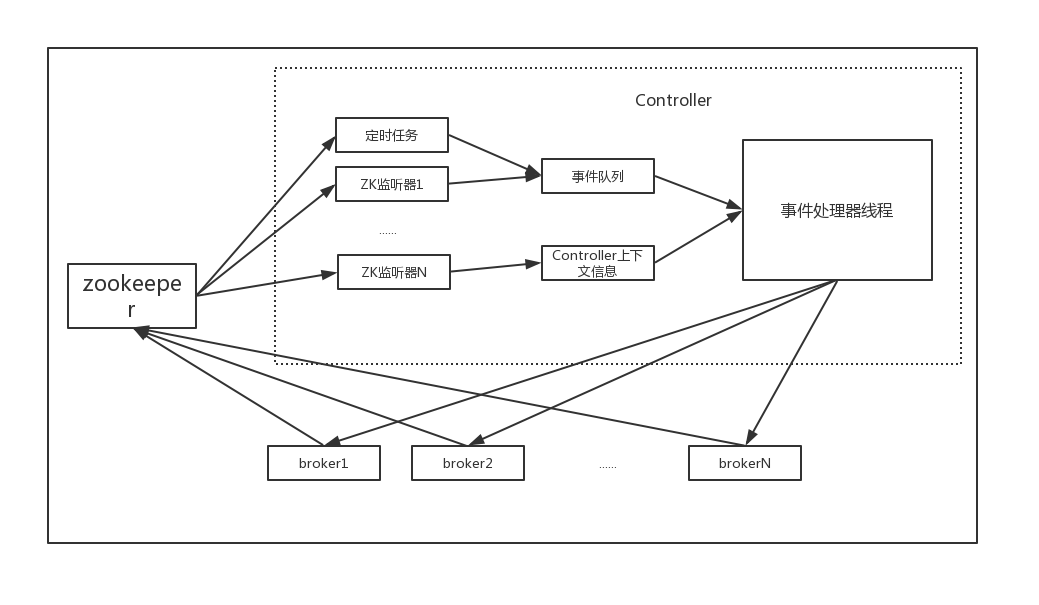 Controller
定时任务
ZK监听器1
事件队列
事件处理器线程
......
Controller上下
文信息
ZK监听器N
zookeepe
r
broker1
broker2
......
brokerN